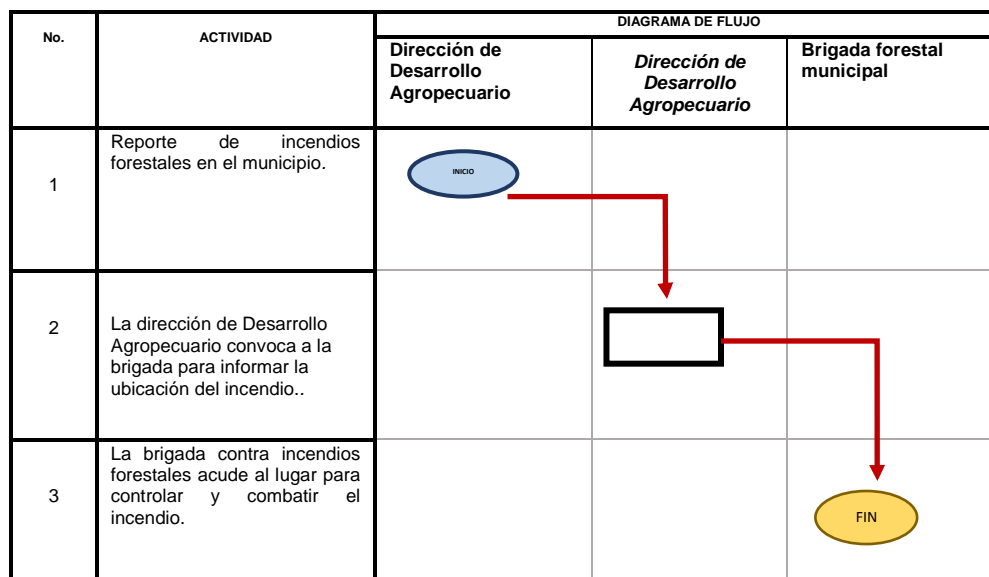 No.
ACTIVIDAD
DIAGRAMA DE FLUJO
Dirección de
Desarrollo
Agropecuario
Dirección de
Desarrollo
Agropecuario
Brigada forestal
municipal
1
Reporte de incendios
forestales en el municipio.
INICIO
2
La dirección de Desarrollo
Agropecuario convoca a la
brigada para informar la
ubicación del incendio..
3
La brigada contra incendios
forestales acude al lugar para
controlar y combatir el
incendio.
FIN